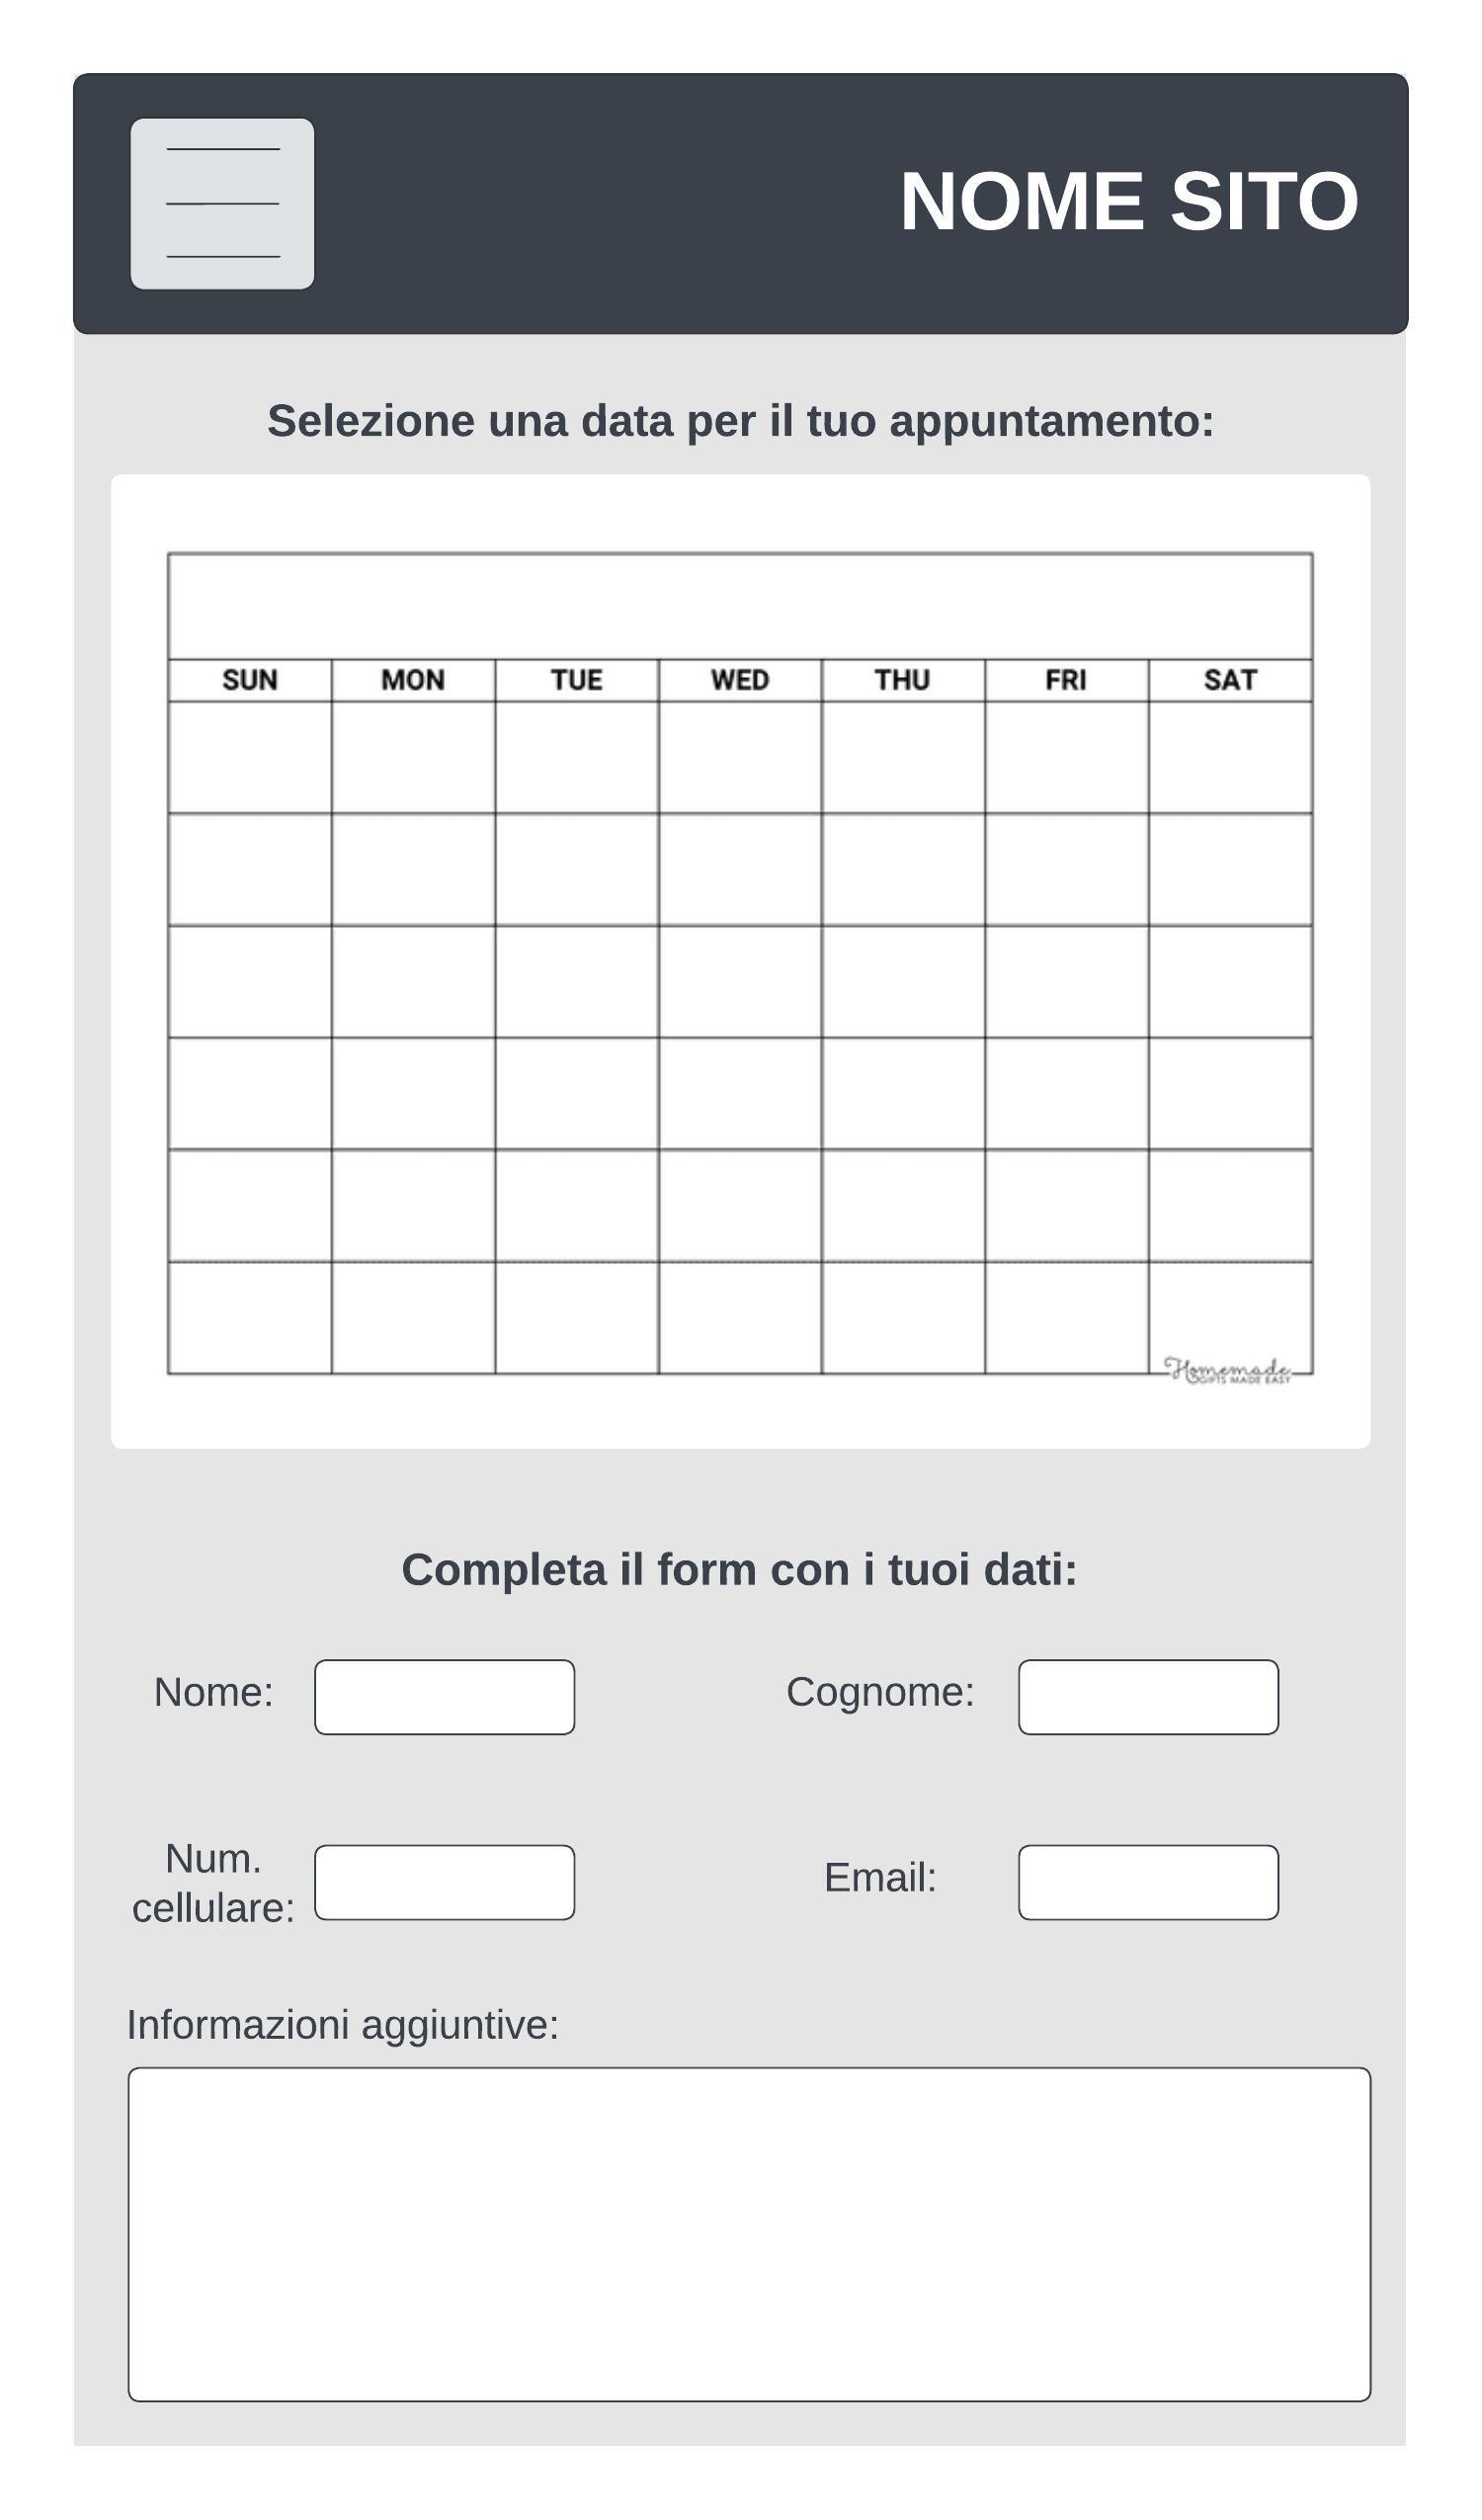 NOME SITO
Selezione una data per il tuo appuntamento:
SUN MON TUE WED THU FRI SAT
Homemade
GIFTS MADE EASY
Completa il form con i tuoi dati:
Nome: Cognome:
Num.
cellulare:
Email:
Informazioni aggiuntive: